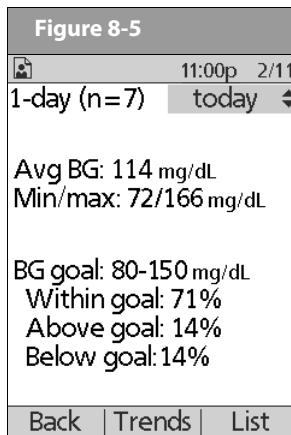 Figure 8-5
11:00p 2/11
1-day (n=7) today
Avg BG: 114 mg/dL
Min/max: 72/166 mg/dL
BG goal: 80-150 mg/dL
Within goal: 71%
Above goal: 14%
Below goal: 14%
Back | Trends | List